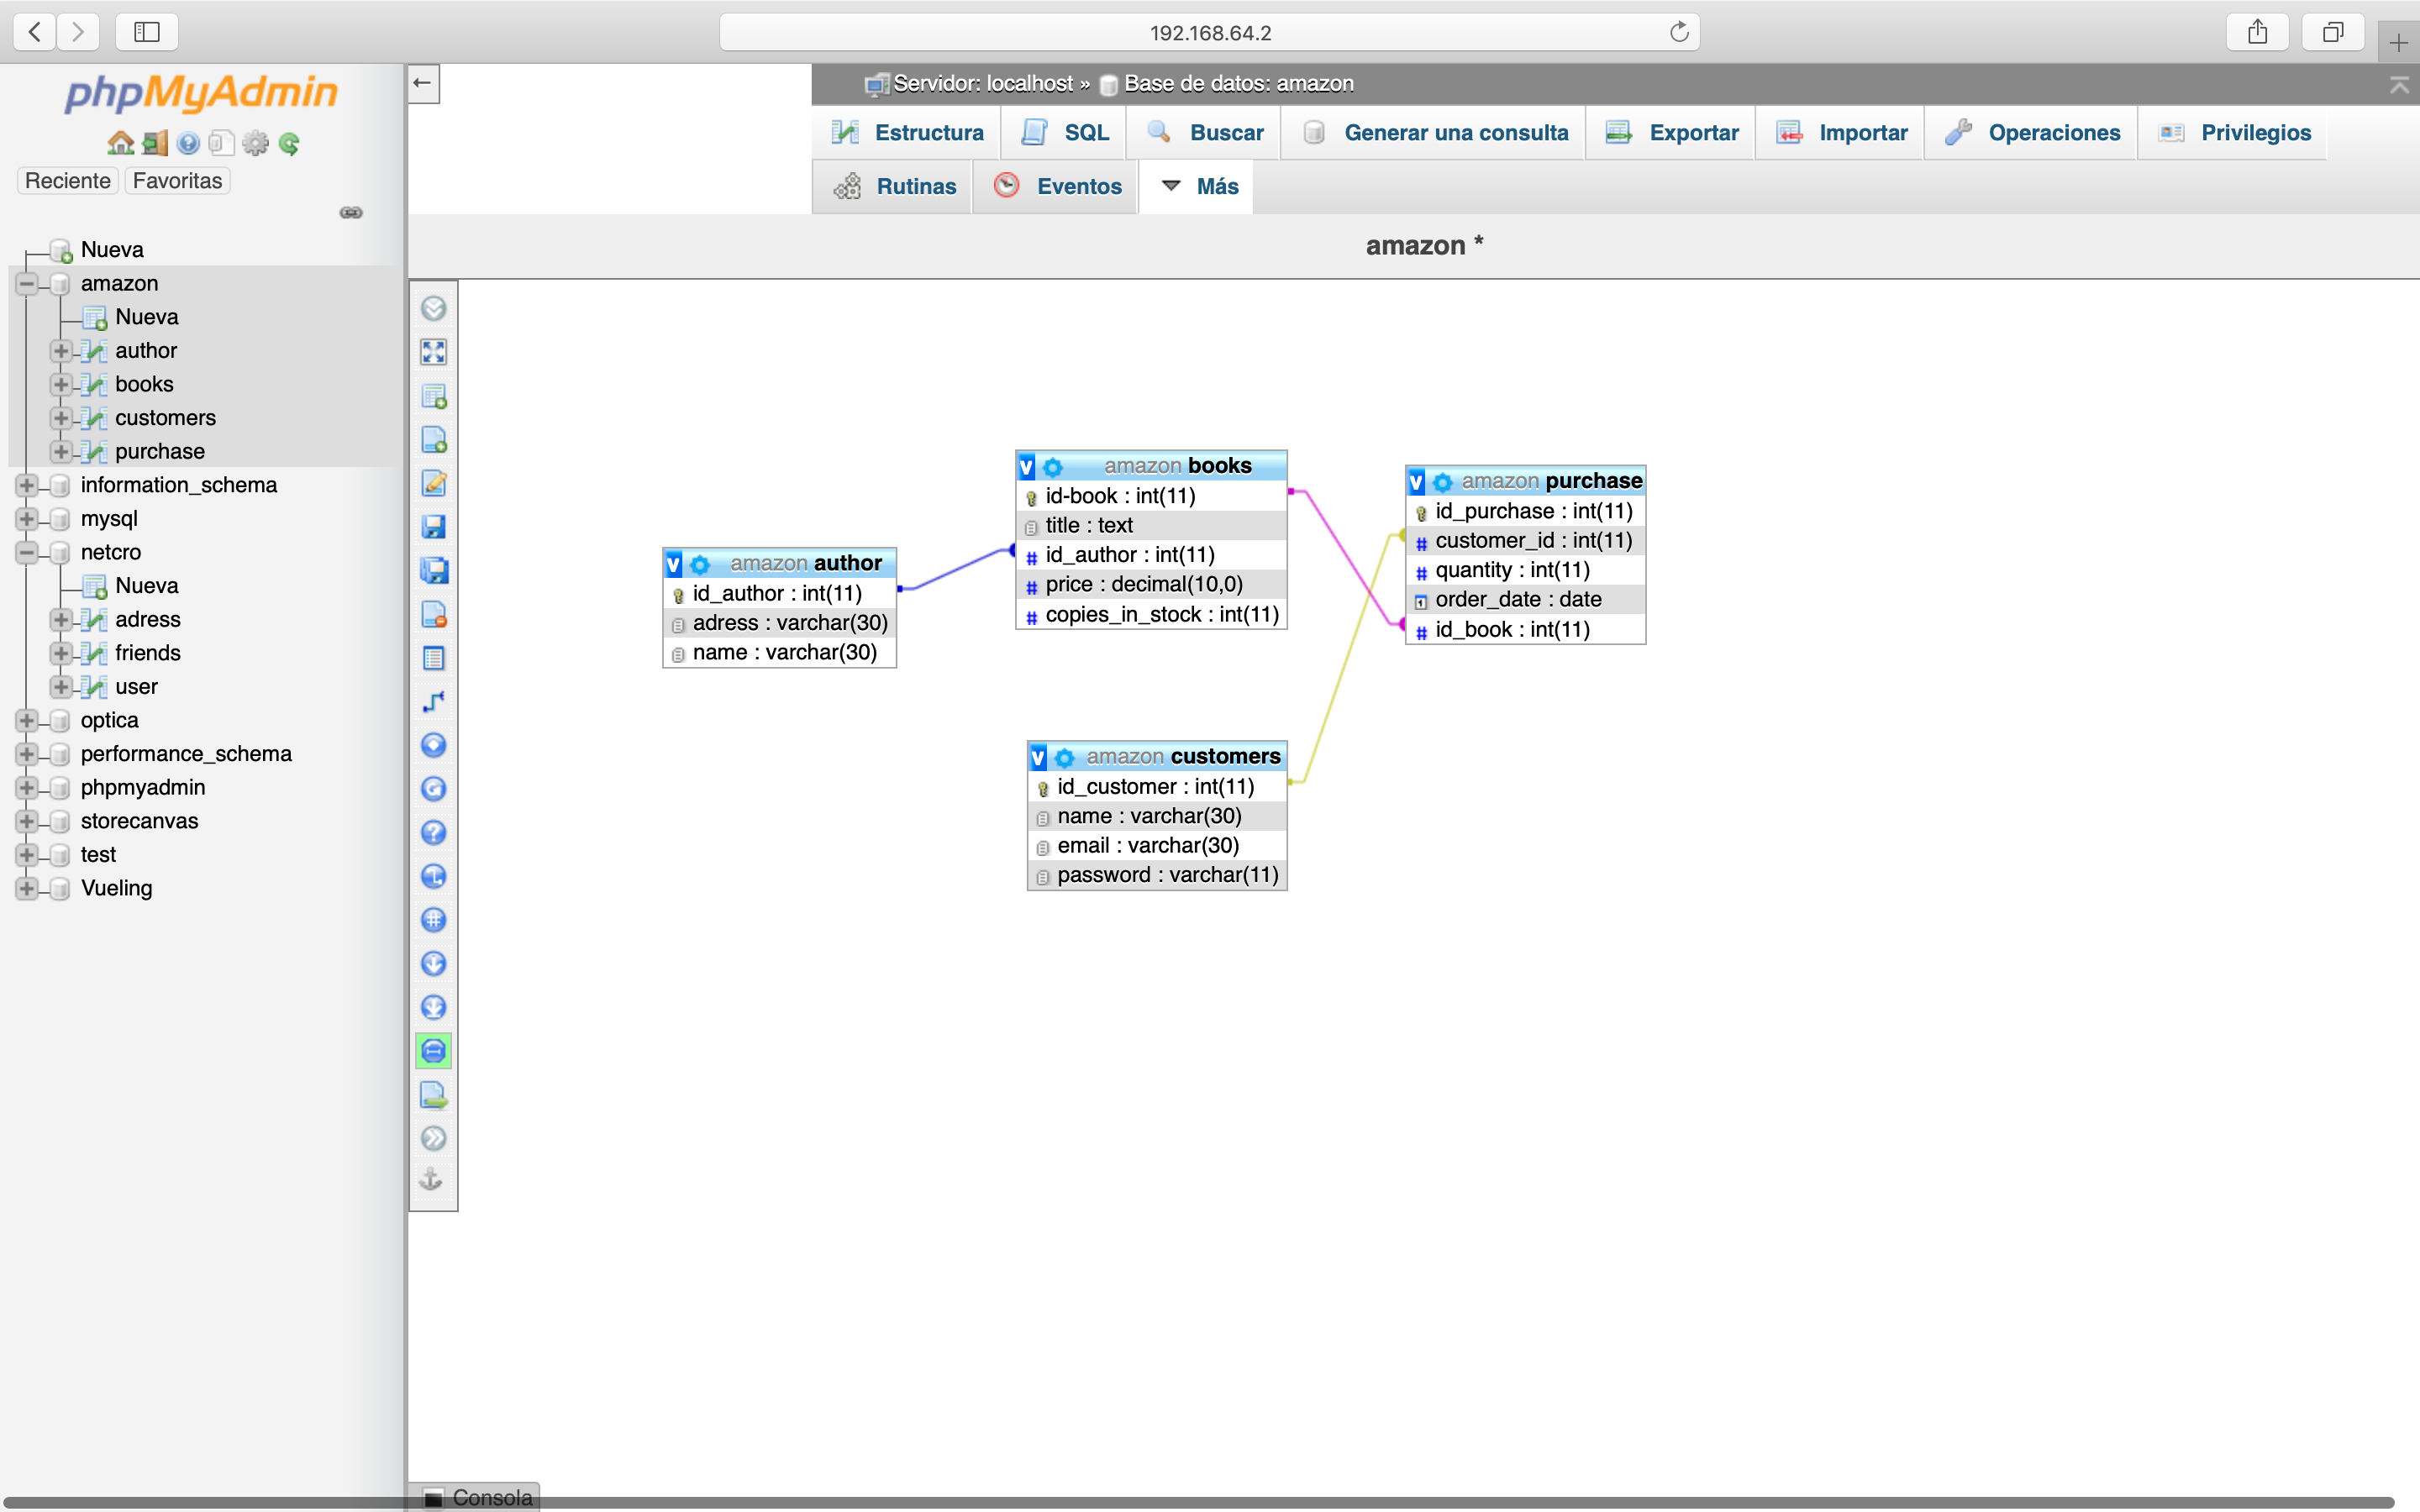 192.168.64.2
phpMyAdmin
Reciente Favoritas
Nueva
amazon
Nueva
author
books
customers
purchase
information_schema
mysql
netcro
Nueva
adress
friends
user
optica
performance_schema
phpmyadmin
storecanvas
test
Vueling
Servidor: localhost » Base de datos: amazon
Estructura SQL Buscar Generar una consulta Exportar Importar Operaciones Privilegios
Rutinas Eventos Más
amazon *
amazon author
id_author : int(11)
adress : varchar(30)
name : varchar(30)
amazon books
id-book : int(11)
title : text
id_author : int(11)
price : decimal(10,0)
copies_in_stock : int(11)
amazon purchase
id_purchase : int(11)
customer_id : int(11)
quantity : int(11)
order_date : date
id_book : int(11)
amazon customers
id_customer : int(11)
name : varchar(30)
email : varchar(30)
password : varchar(11)
Consola